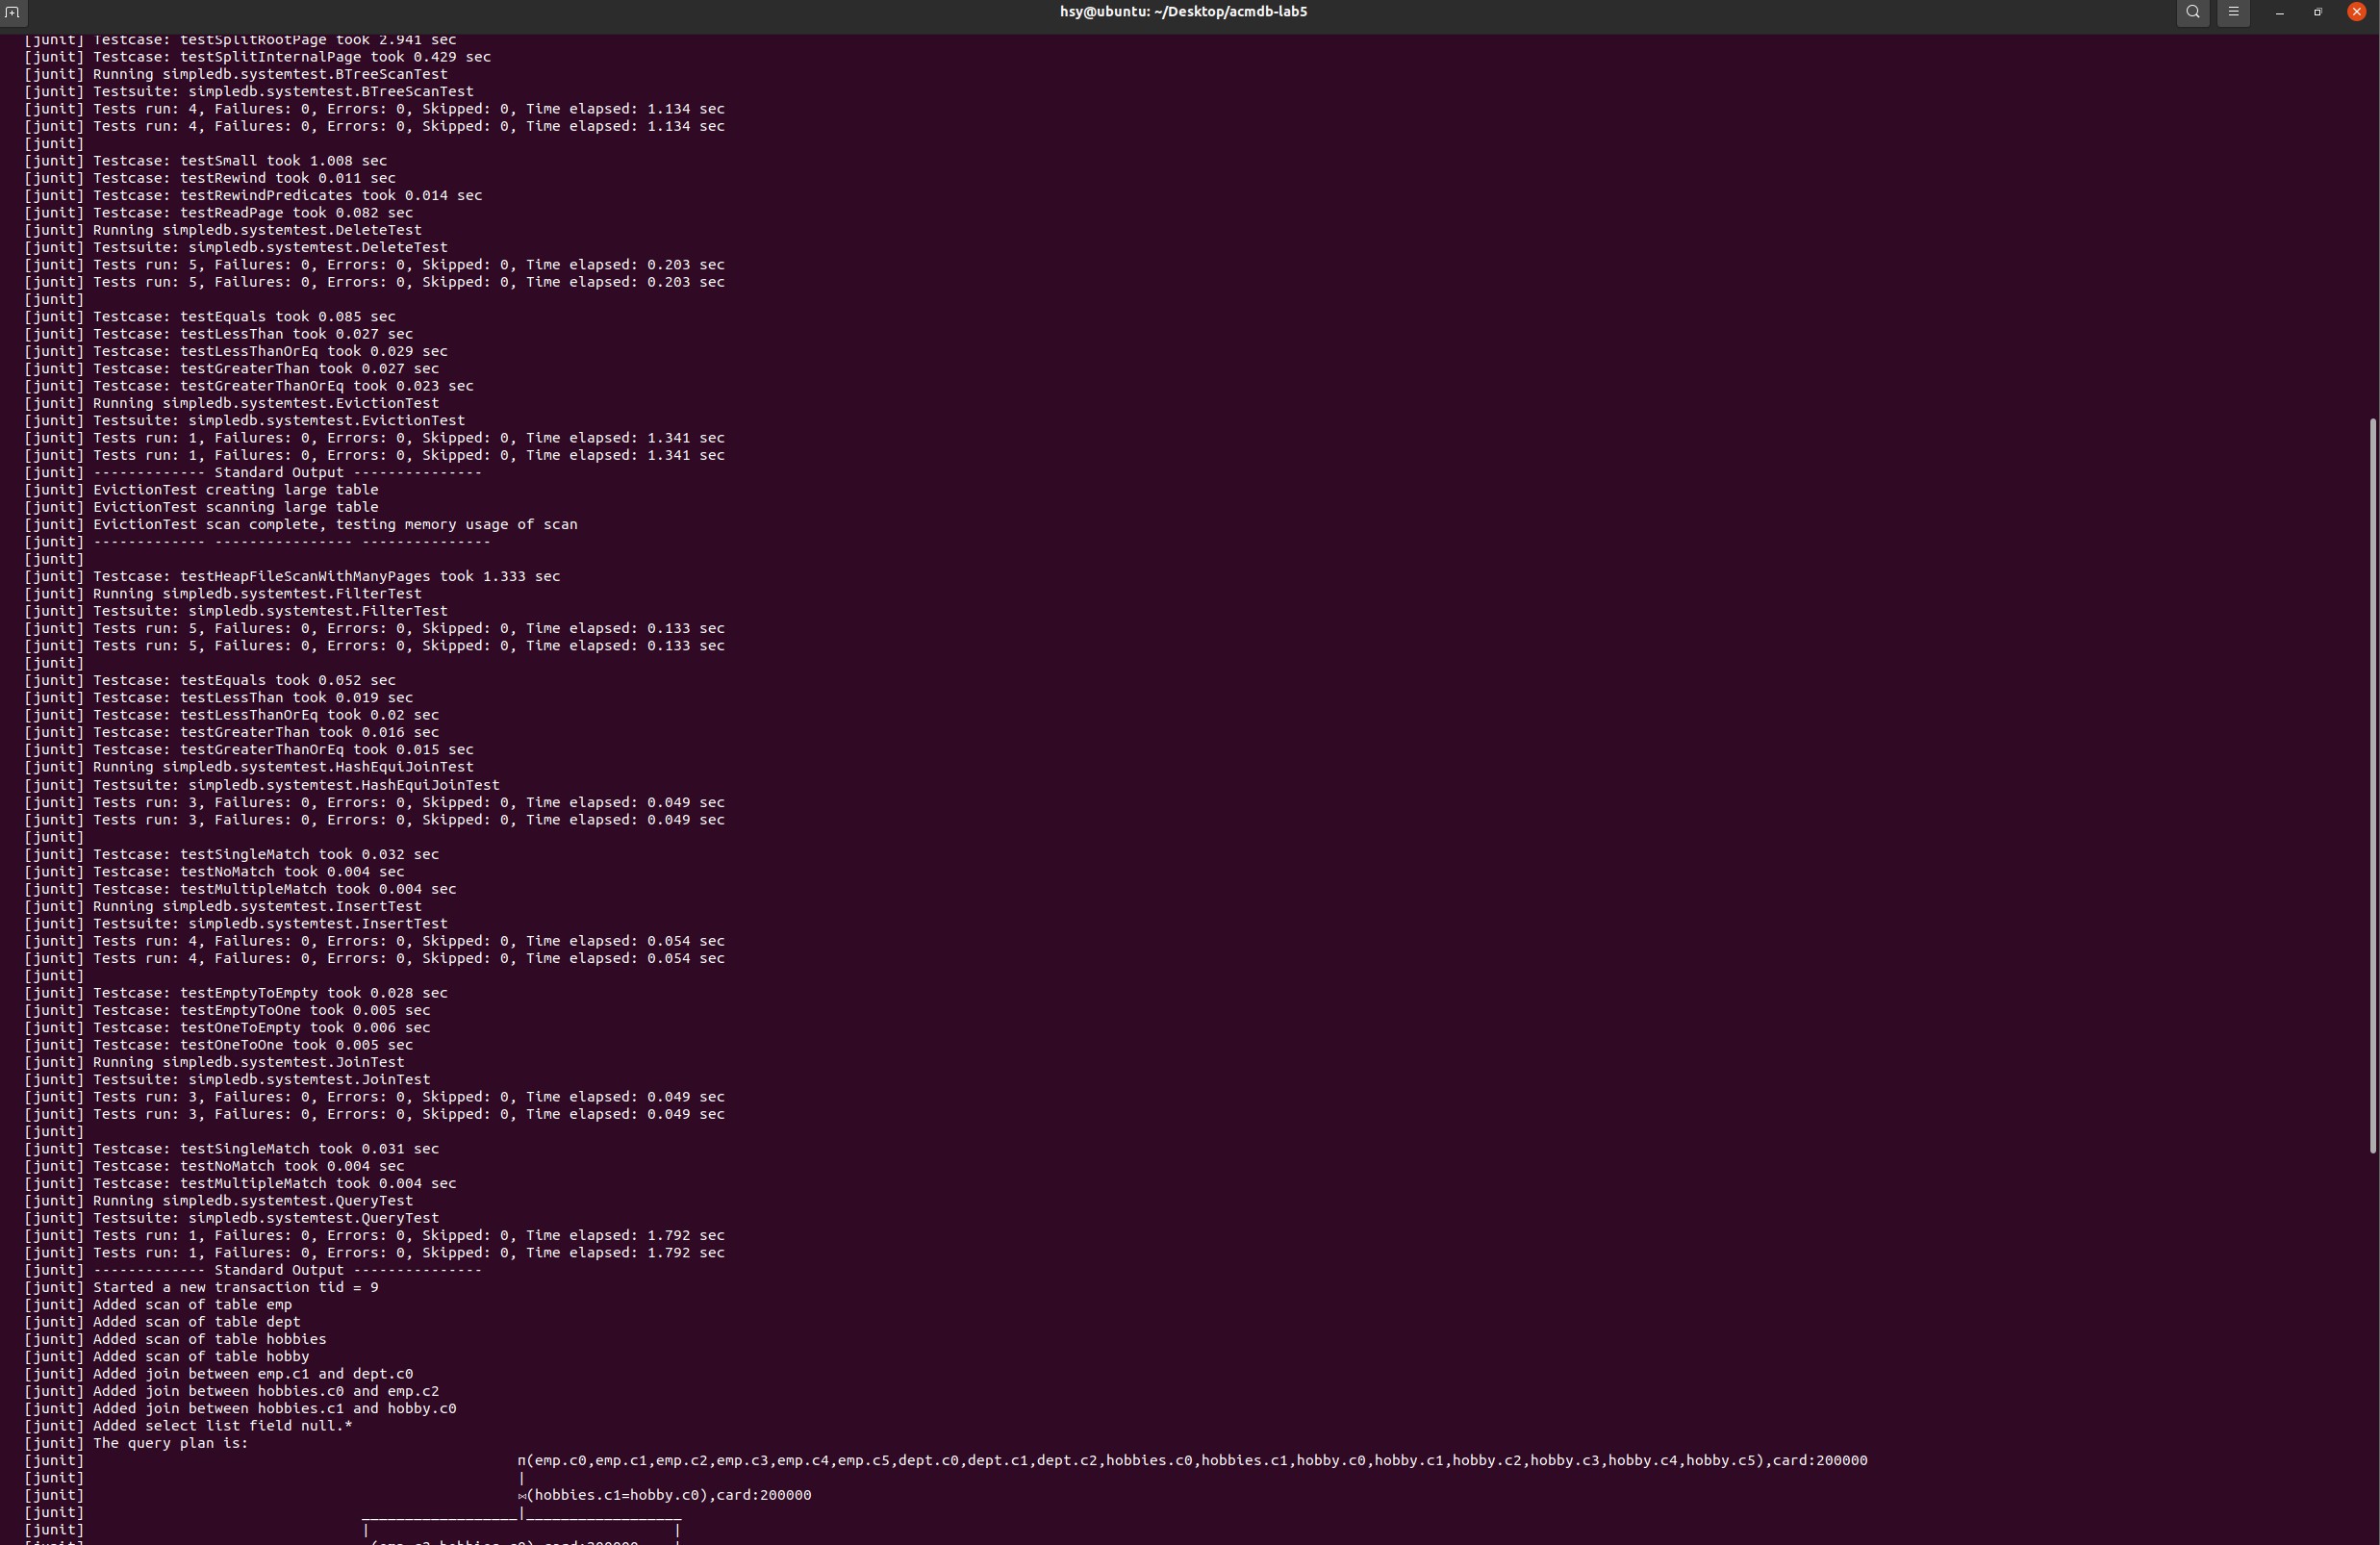 hsy@ubuntu: ~/Desktop/acmdb-lab5
[junit] Testcase: testSplitRootPage took 2.941 sec
[junit] Testcase: testSplitInternalPage took 0.429 sec
[junit] Running simpledb.systemtest.BTreeScanTest
[junit] Testsuite: simpledb.systemtest.BTreeScanTest
[junit] Tests run: 4, Failures: 0, Errors: 0, Skipped: 0, Time elapsed: 1.134 sec
[junit] Tests run: 4, Failures: 0, Errors: 0, Skipped: 0, Time elapsed: 1.134 sec
[junit]
[junit] Testcase: testSmall took 1.008 sec
[junit] Testcase: testRewind took 0.011 sec
[junit] Testcase: testRewindPredicates took 0.014 sec
[junit] Testcase: testReadPage took 0.082 sec
[junit] Running simpledb.systemtest.DeleteTest
[junit] Testsuite: simpledb.systemtest.DeleteTest
[junit] Tests run: 5, Failures: 0, Errors: 0, Skipped: 0, Time elapsed: 0.203 sec
[junit] Tests run: 5, Failures: 0, Errors: 0, Skipped: 0, Time elapsed: 0.203 sec
[junit]
[junit] Testcase: testEquals took 0.085 sec
[junit] Testcase: testLessThan took 0.027 sec
[junit] Testcase: testLessThanOrEq took 0.029 sec
[junit] Testcase: testGreaterThan took 0.027 sec
[junit] Testcase: testGreaterThanOrEq took 0.023 sec
[junit] Running simpledb.systemtest.EvictionTest
[junit] Testsuite: simpledb.systemtest.EvictionTest
[junit] Tests run: 1, Failures: 0, Errors: 0, Skipped: 0, Time elapsed: 1.341 sec
[junit] Tests run: 1, Failures: 0, Errors: 0, Skipped: 0, Time elapsed: 1.341 sec
[junit] ------------- Standard Output ---------------
[junit] EvictionTest creating large table
[junit] EvictionTest scanning large table
[junit] EvictionTest scan complete, testing memory usage of scan
[junit] ------------- ---------------- ---------------
[junit]
[junit] Testcase: testHeapFileScanWithManyPages took 1.333 sec
[junit] Running simpledb.systemtest.FilterTest
[junit] Testsuite: simpledb.systemtest.FilterTest
[junit] Tests run: 5, Failures: 0, Errors: 0, Skipped: 0, Time elapsed: 0.133 sec
[junit] Tests run: 5, Failures: 0, Errors: 0, Skipped: 0, Time elapsed: 0.133 sec
[junit]
[junit] Testcase: testEquals took 0.052 sec
[junit] Testcase: testLessThan took 0.019 sec
[junit] Testcase: testLessThanOrEq took 0.02 sec
[junit] Testcase: testGreaterThan took 0.016 sec
[junit] Testcase: testGreaterThanOrEq took 0.015 sec
[junit] Running simpledb.systemtest.HashEquiJoinTest
[junit] Testsuite: simpledb.systemtest.HashEquiJoinTest
[junit] Tests run: 3, Failures: 0, Errors: 0, Skipped: 0, Time elapsed: 0.049 sec
[junit] Tests run: 3, Failures: 0, Errors: 0, Skipped: 0, Time elapsed: 0.049 sec
[junit]
[junit] Testcase: testSingleMatch took 0.032 sec
[junit] Testcase: testNoMatch took 0.004 sec
[junit] Testcase: testMultipleMatch took 0.004 sec
[junit] Running simpledb.systemtest.InsertTest
[junit] Testsuite: simpledb.systemtest.InsertTest
[junit] Tests run: 4, Failures: 0, Errors: 0, Skipped: 0, Time elapsed: 0.054 sec
[junit] Tests run: 4, Failures: 0, Errors: 0, Skipped: 0, Time elapsed: 0.054 sec
[junit]
[junit] Testcase: testEmptyToEmpty took 0.028 sec
[junit] Testcase: testEmptyToOne took 0.005 sec
[junit] Testcase: testOneToEmpty took 0.006 sec
[junit] Testcase: testOneToOne took 0.005 sec
[junit] Running simpledb.systemtest.JoinTest
[junit] Testsuite: simpledb.systemtest.JoinTest
[junit] Tests run: 3, Failures: 0, Errors: 0, Skipped: 0, Time elapsed: 0.049 sec
[junit] Tests run: 3, Failures: 0, Errors: 0, Skipped: 0, Time elapsed: 0.049 sec
[junit]
[junit] Testcase: testSingleMatch took 0.031 sec
[junit] Testcase: testNoMatch took 0.004 sec
[junit] Testcase: testMultipleMatch took 0.004 sec
[junit] Running simpledb.systemtest.QueryTest
[junit] Testsuite: simpledb.systemtest.QueryTest
[junit] Tests run: 1, Failures: 0, Errors: 0, Skipped: 0, Time elapsed: 1.792 sec
[junit] Tests run: 1, Failures: 0, Errors: 0, Skipped: 0, Time elapsed: 1.792 sec
[junit] ------------- Standard Output ---------------
[junit] Started a new transaction tid = 9
[junit] Added scan of table emp
[junit] Added scan of table dept
[junit] Added scan of table hobbies
[junit] Added scan of table hobby
[junit] Added join between emp.c1 and dept.c0
[junit] Added join between hobbies.c0 and emp.c2
[junit] Added join between hobbies.c1 and hobby.c0
[junit] Added select list field null.*
[junit] The query plan is:
[junit] π(emp.c0,emp.c1,emp.c2,emp.c3,emp.c4,emp.c5,dept.c0,dept.c1,dept.c2,hobbies.c0,hobbies.c1,hobby.c0,hobby.c1,hobby.c2,hobby.c3,hobby.c4,hobby.c5),card:200000
[junit] |
[junit] ⨝(hobbies.c1=hobby.c0),card:200000
[junit] __________________|__________________
[junit] | |
[junit] (emp.c2=hobbies.c0),card:200000 |